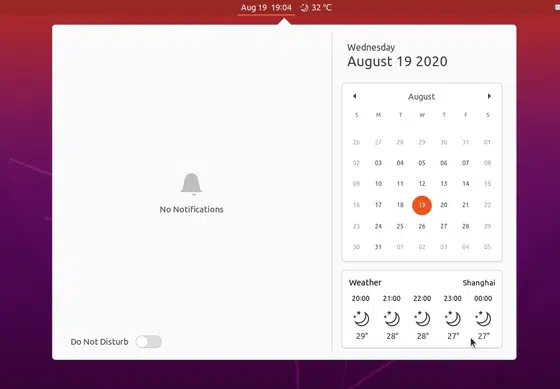 Aug 19 19:04 32 °C
Wednesday
August 19 2020
August
S M T W T F S
26 27 28 29 30 31 01
02 03 04 05 06 07 08
09 10 11 12 13 14 15
16 17 18 19 20 21 22
23 24 25 26 27 28 29
30 31 01 02 03 04 05
No Notifications
Do Not Disturb
Weather Shanghai
20:00 21:00 22:00 23:00 00:00
29° 28° 28° 27° 27°